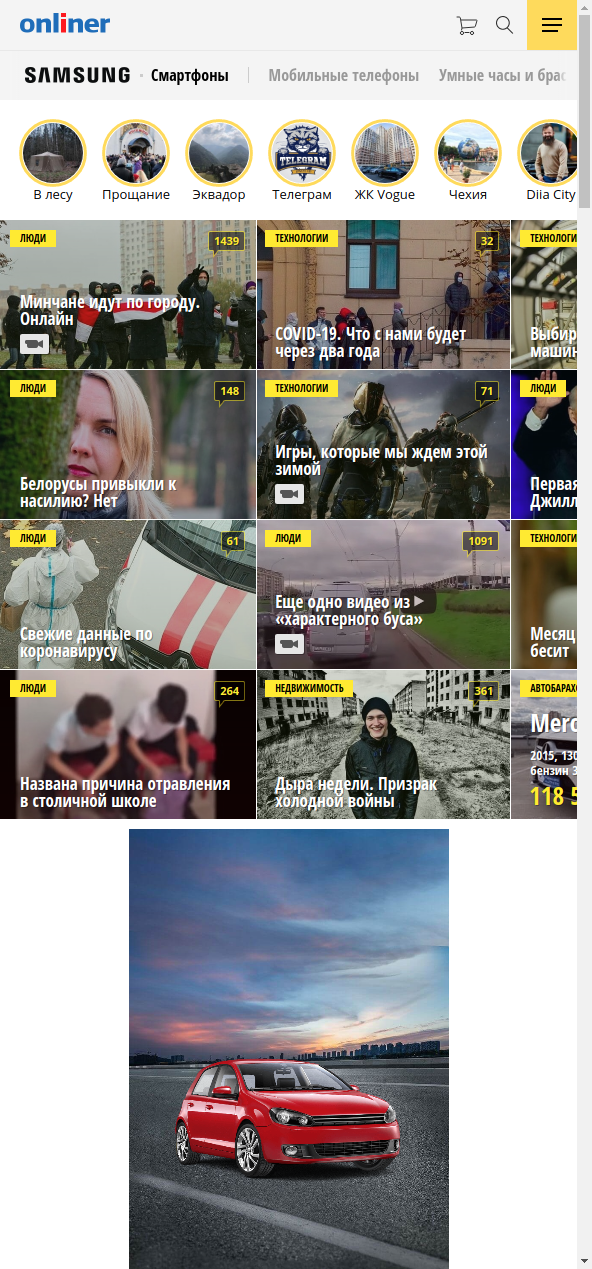 onliner
SAMSUNG
Смартфоны
Мобильные телефоны
Умные часы и брас
В лесу
Прощание
Эквадор
TELEGRAM
Телеграм
ЖК Vogue
Чехия
Diia City
ЛЮДИ
1439
Минчане идут по городу.
Онлайн
ТЕХНОЛОГИИ
32
COVID-19. Что с нами будет
через два года
ТЕХНОЛОГИ
Выбир
машин
ЛЮДИ
148
Белорусы привыкли к
насилию? Нет
ТЕХНОЛОГИИ
71
Игры, которые мы ждем этой
зимой
ЛЮДИ
Первая
Джилл
ЛЮДИ
61
Свежие данные по
коронавирусу
ЛЮДИ
1091
Еще одно видео из
«характерного буса»
ТЕХНОЛОГИ
Месяц
бесит
ЛЮДИ
264
Названа причина отравления
в столичной школе
НЕДВИЖИМОСТЬ
361
Дыра недели. Призрак
холодной войны
АВТОБАРАХО
Merc
2015, 130
бензин 3
118 5